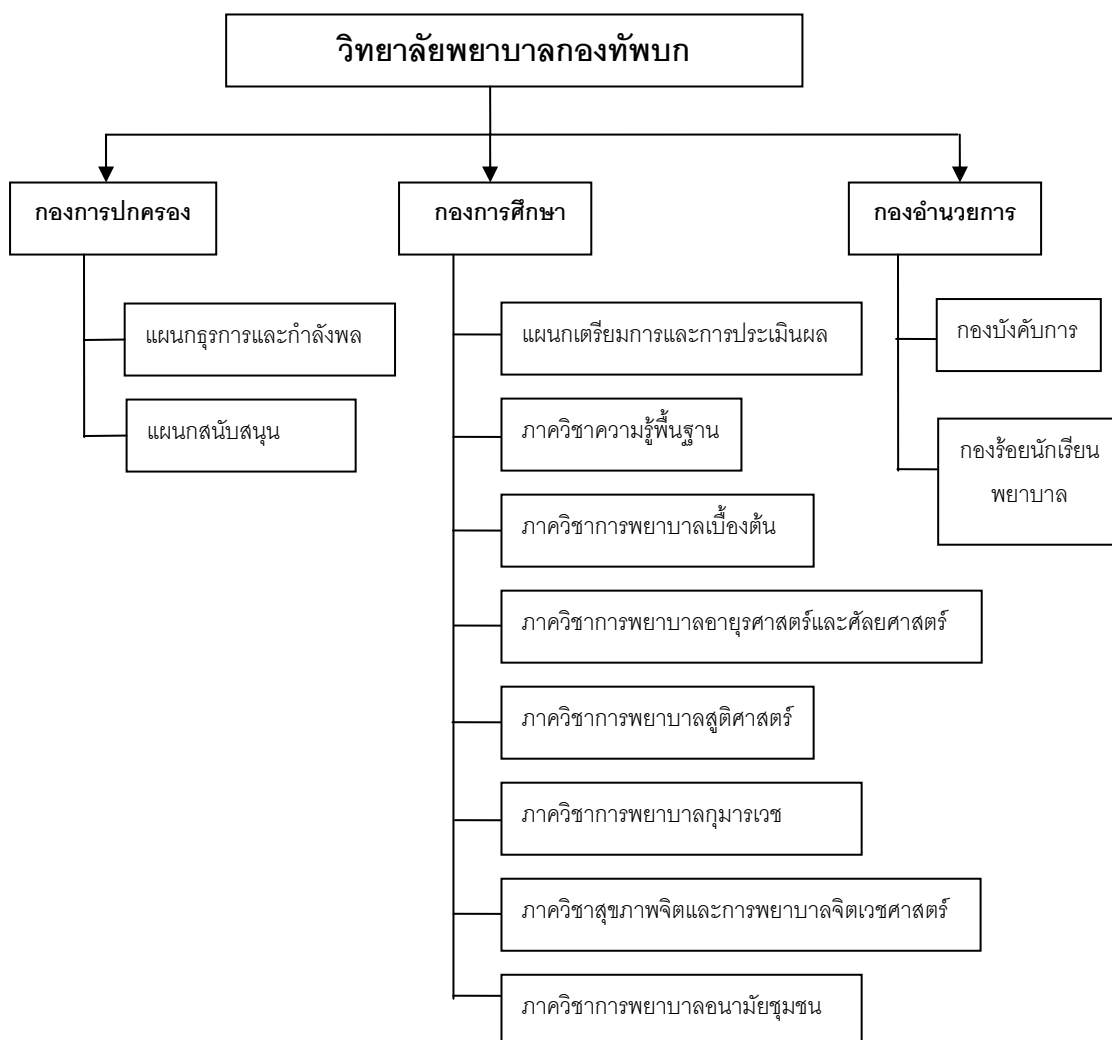 วิทยาลัยพยาบาลกองทัพบก
กองการปกครอง
กองการศึกษา
กองอำนวยการ
แผนกธุรการและกำลังพล
แผนกสนับสนุน
แผนกเตรียมการและการประเมินผล
ภาควิชาความรู้พื้นฐาน
ภาควิชาการพยาบาลเบื้องต้น
ภาควิชาการพยาบาลอายุรศาสตร์และศัลยศาสตร์
ภาควิชาการพยาบาลสูติศาสตร์
ภาควิชาการพยาบาลกุมารเวช
ภาควิชาสุขภาพจิตและการพยาบาลจิตเวชศาสตร์
ภาควิชาการพยาบาลอนามัยชุมชน
กองบังคับการ
กองร้อยนักเรียน
พยาบาล